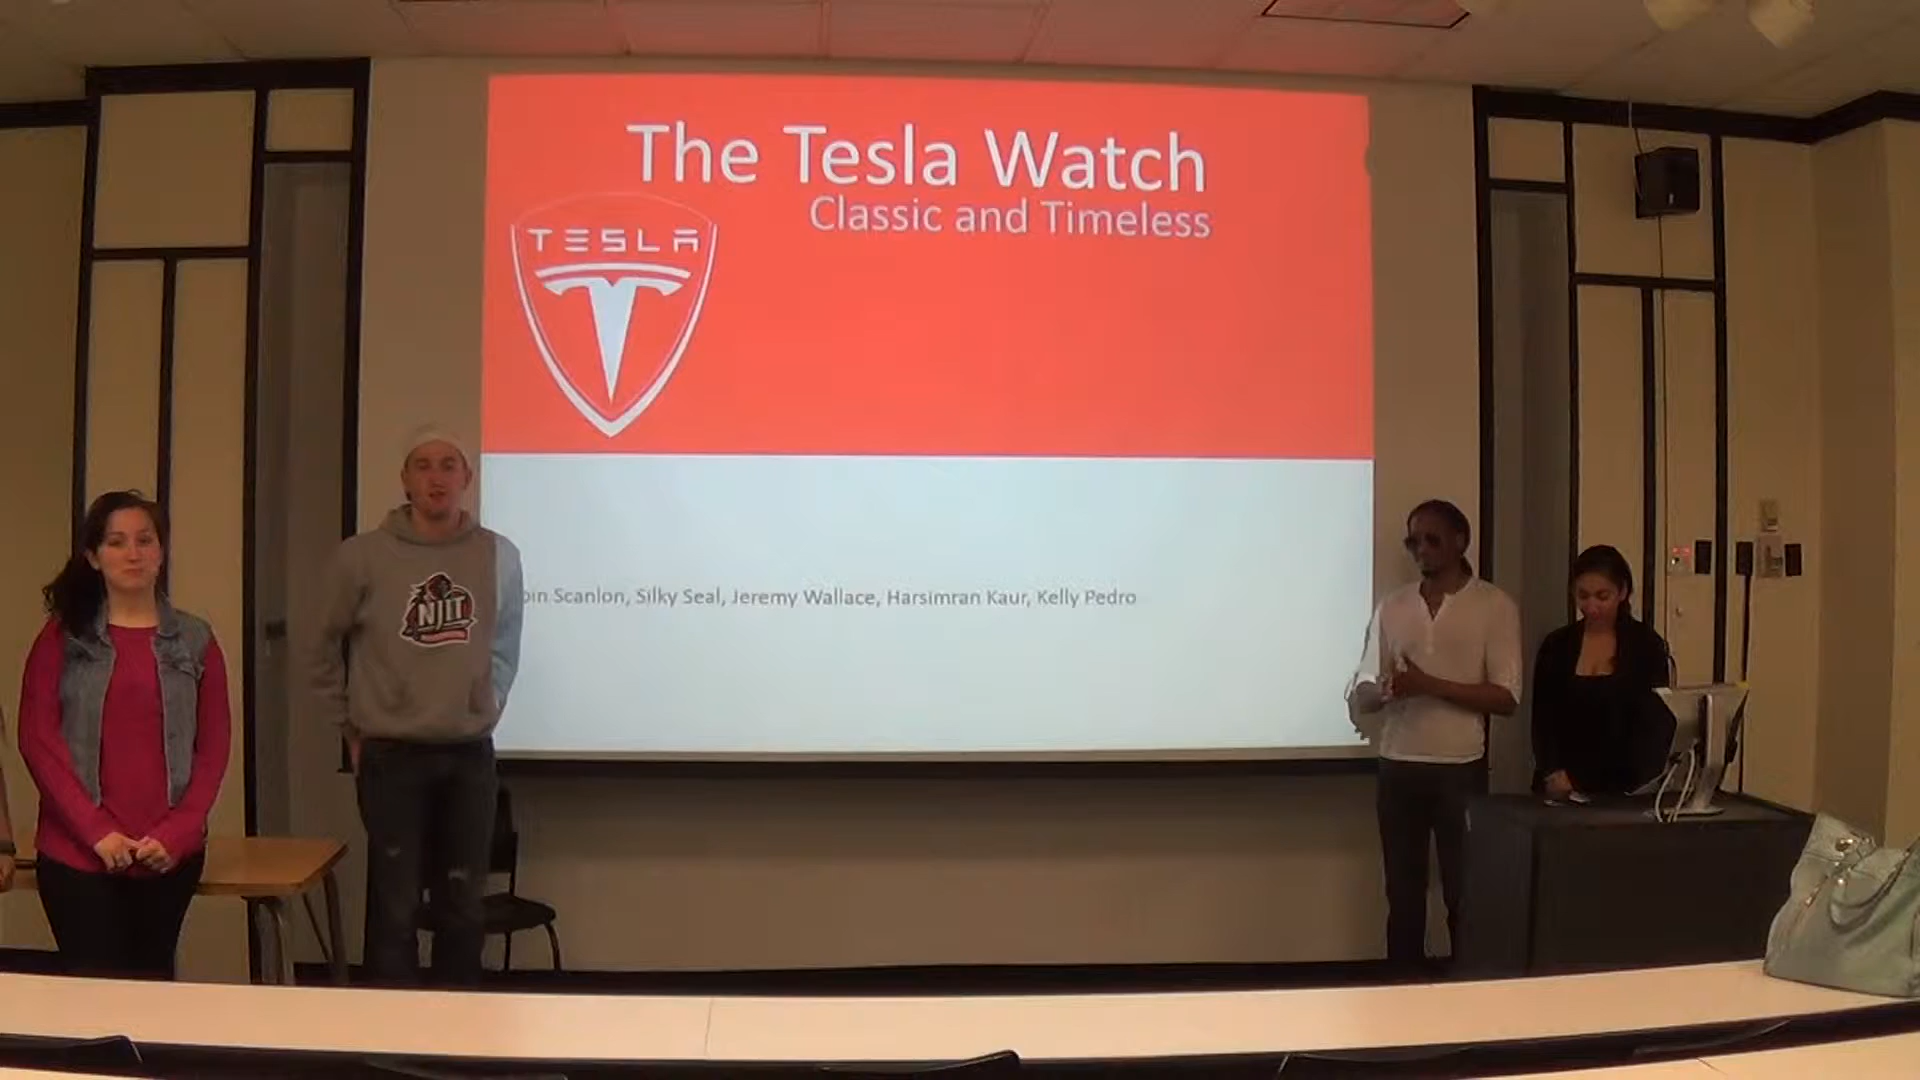 The Tesla Watch
Classic and Timeless
TESLA
Scanlon, Silky Seal, Jeremy Wallace, Harsimran Kaur, Kelly Pedro
NJIT